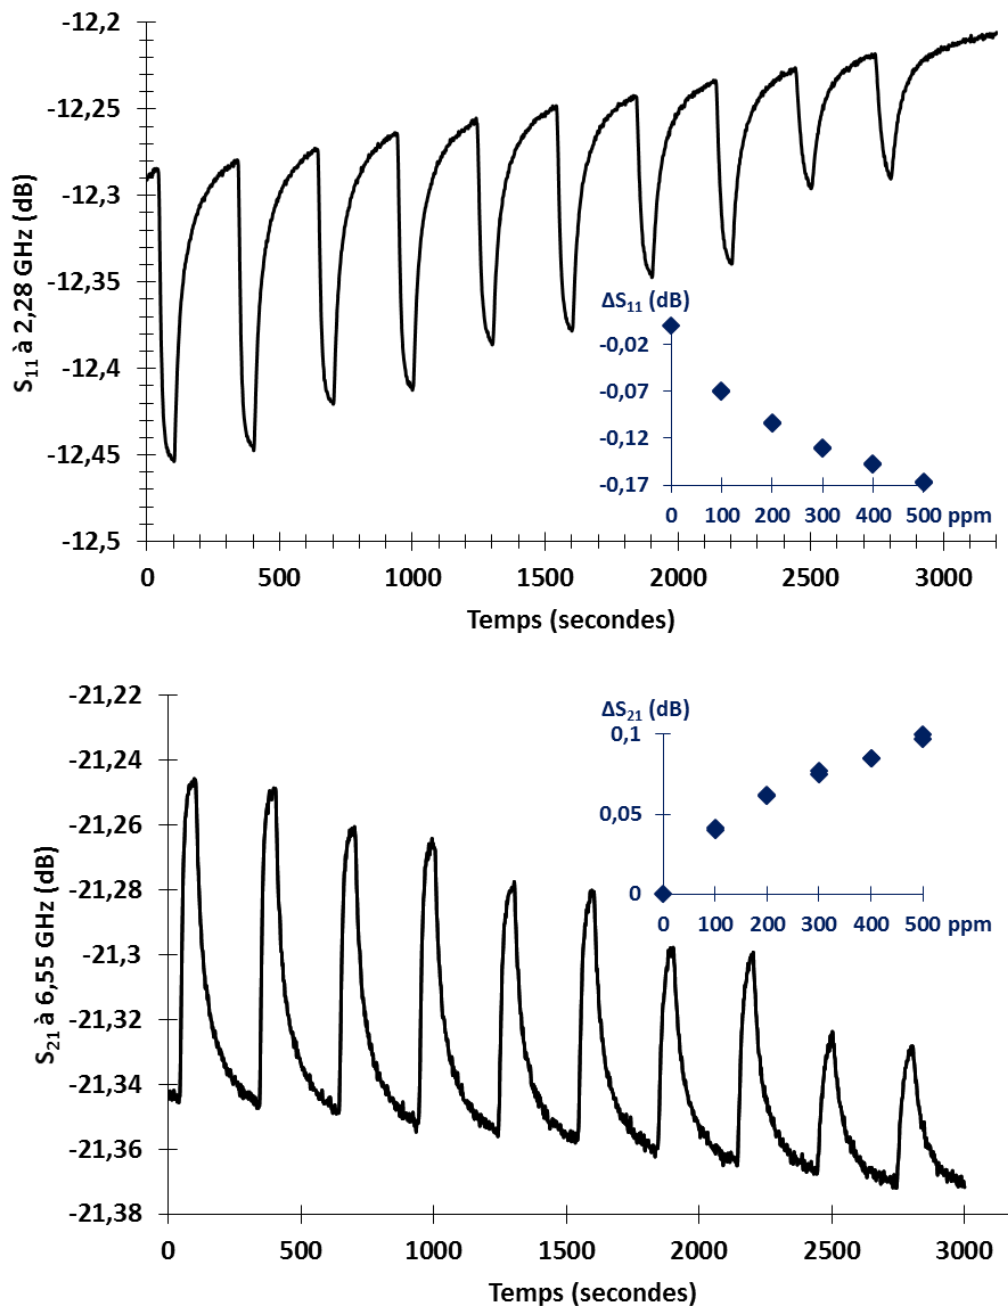 -12,2
-12,25
-12,3
-12,35
-12,4
-12,45
-12,5
S11 à 2,28 GHz (dB)
0 500 1000 1500 2000 2500 3000
Temps (secondes)
ΔS11 (dB)
-0,02
-0,07
-0,12
-0,17
0 100 200 300 400 500 ppm
-21,22
-21,24
-21,26
-21,28
-21,3
-21,32
-21,34
-21,36
-21,38
S21 à 6,55 GHz (dB)
0 500 1000 1500 2000 2500 3000
Temps (secondes)
ΔS21 (dB)
0,1
0,05
0
0 100 200 300 400 500 ppm